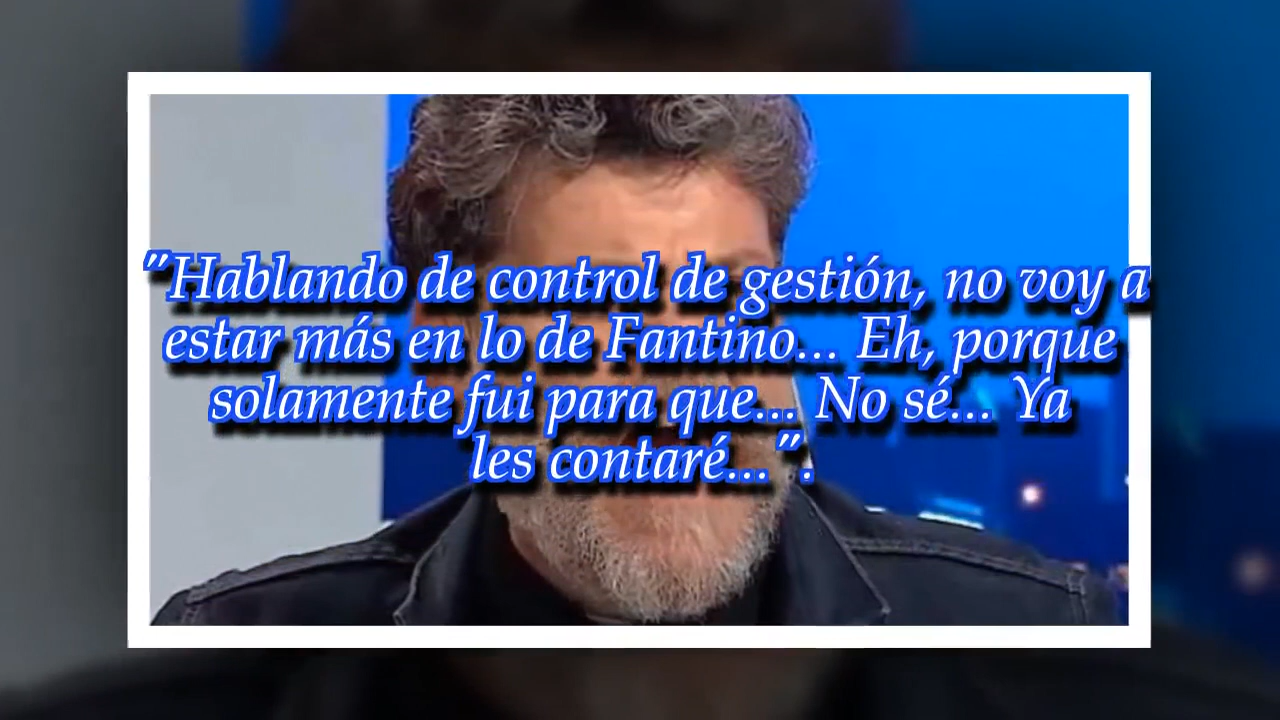 "Hablando de control de gestión, no voy a
estar más en lo de Fantino... Eh, porque
solamente fui para que... No sé... Ya
les contaré...".